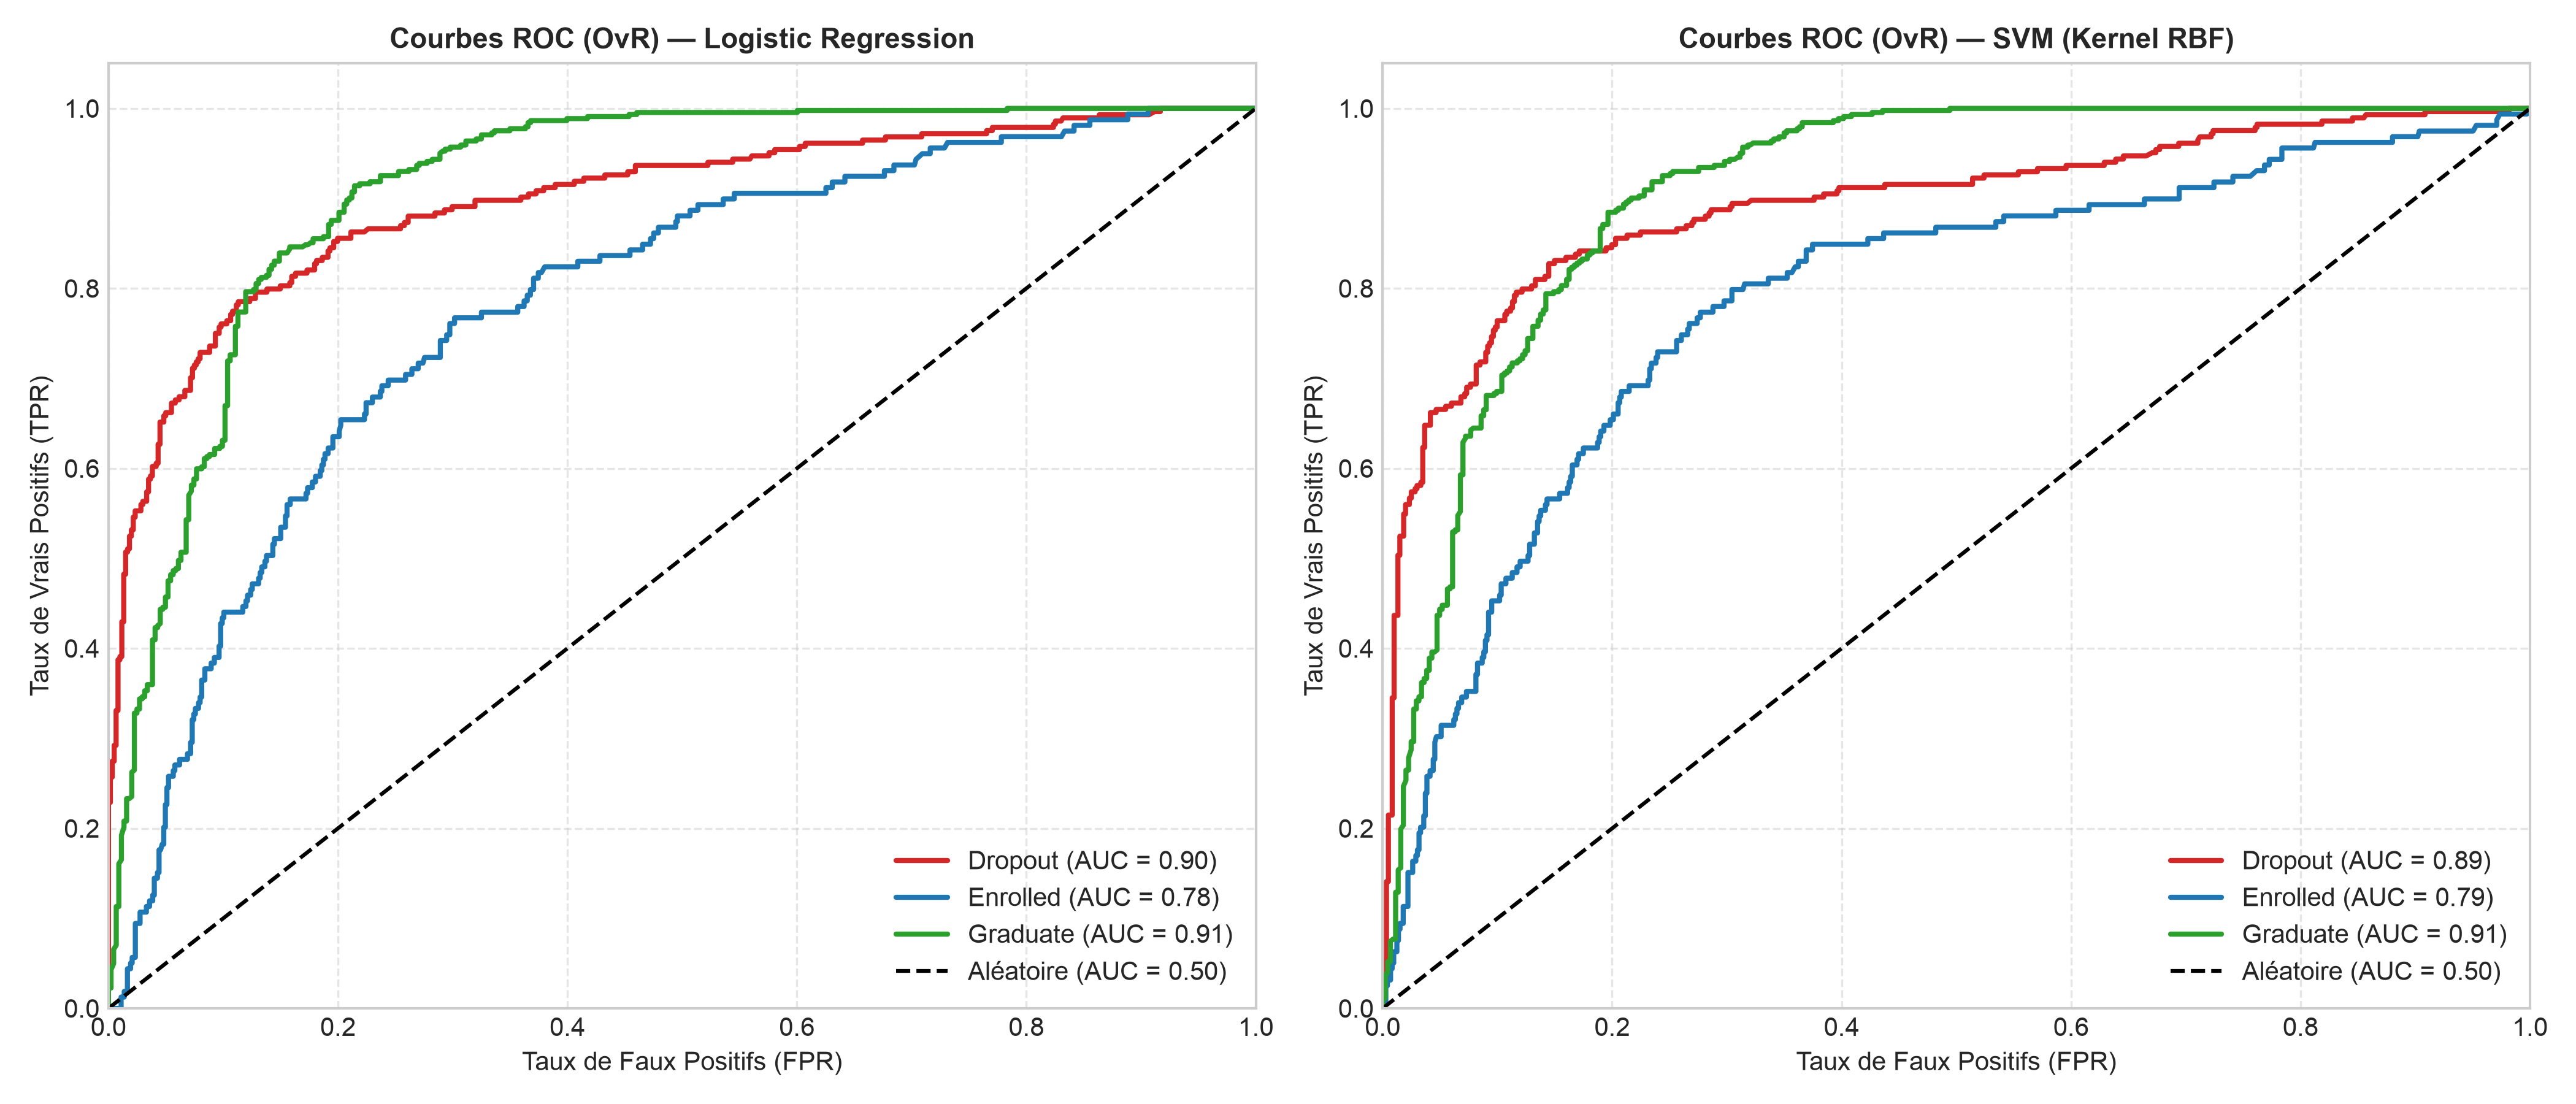 Courbes ROC (OvR) — Logistic Regression
Taux de Vrais Positifs (TPR)
1.0
0.8
0.6
0.4
0.2
0.0
Dropout (AUC = 0.90)
Enrolled (AUC = 0.78)
Graduate (AUC = 0.91)
Aléatoire (AUC = 0.50)
0.0 0.2 0.4 0.6 0.8 1.0
Taux de Faux Positifs (FPR)
Courbes ROC (OvR) — SVM (Kernel RBF)
Taux de Vrais Positifs (TPR)
1.0
0.8
0.6
0.4
0.2
0.0
Dropout (AUC = 0.89)
Enrolled (AUC = 0.79)
Graduate (AUC = 0.91)
Aléatoire (AUC = 0.50)
0.0 0.2 0.4 0.6 0.8 1.0
Taux de Faux Positifs (FPR)